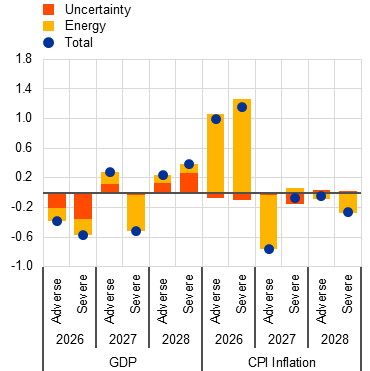 Uncertainty
Energy
Total
1.8
1.4
1.0
0.6
0.2
-0.2
-0.6
-1.0
Adverse Severe Adverse Severe Adverse Severe Adverse Severe Adverse Severe Adverse Severe
2026 2027 2028 2026 2027 2028
GDP CPI Inflation